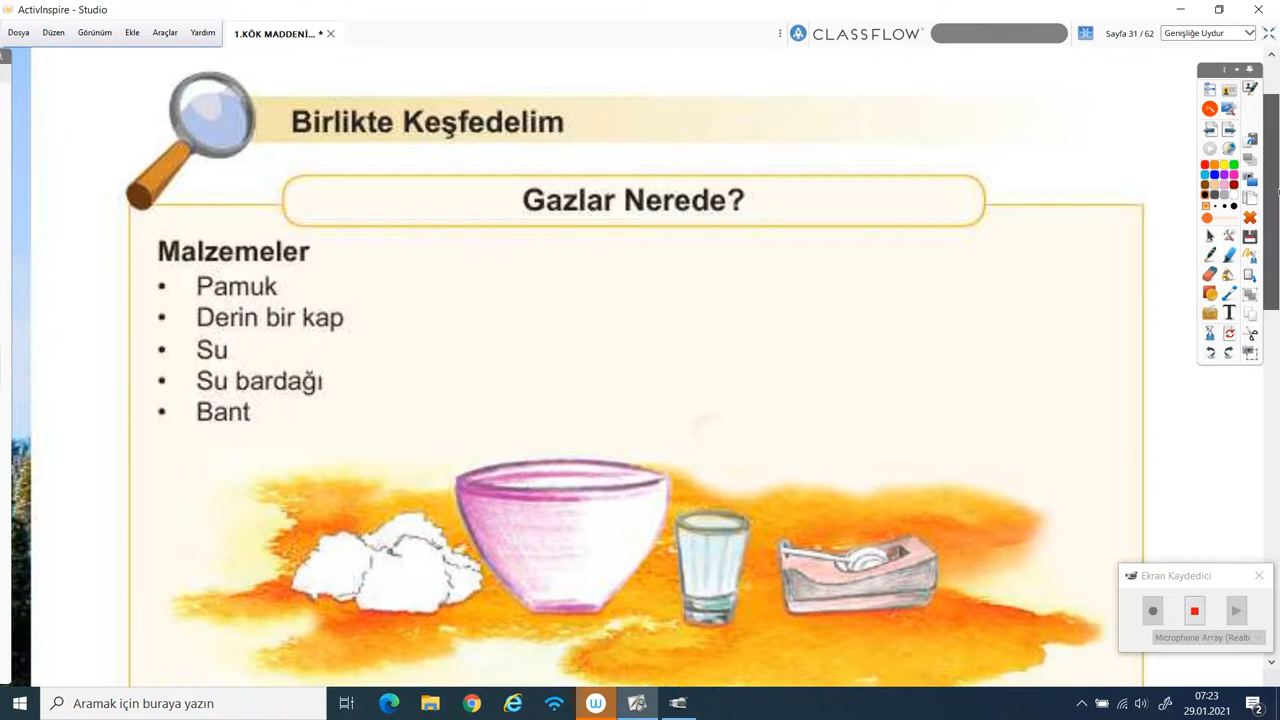 ActivInspire - Studio
Dosya Düzen Görünüm Ekle Araçlar Yardım
1.KÖK MADDENİ... *
CLASSFLOW
Sayfa 31 / 62
Genişliğe Uydur
Birlikte Keşfedelim
Gazlar Nerede?
Malzemeler
• Pamuk
• Derin bir kap
• Su
• Su bardağı
• Bant
Ekran Kaydedici
Microphone Array (Realt
Aramak için buraya yazın
07:23
29.01.2021
2